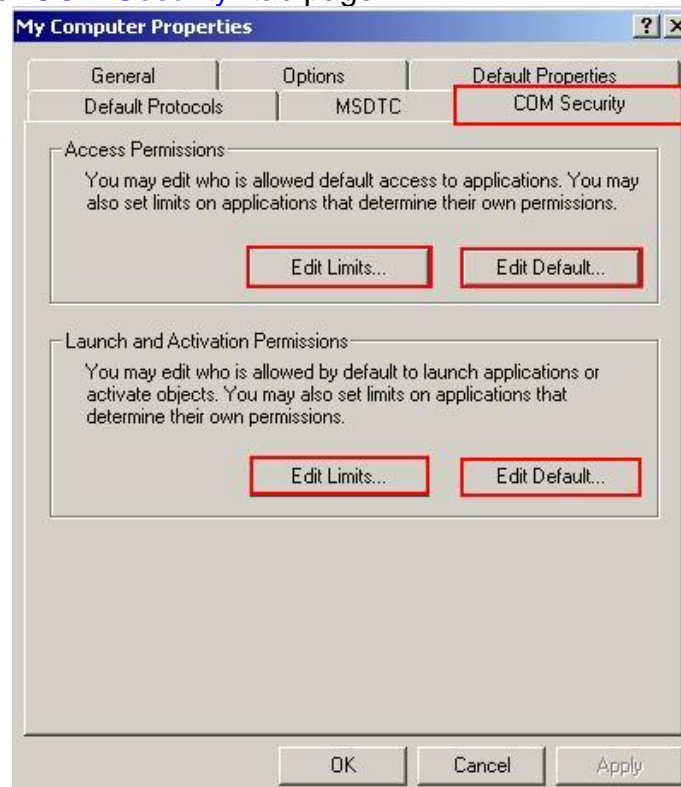 COM Security
My Computer Properties
General Options Default Properties
Default Protocols MSDTC COM Security
Access Permissions
You may edit who is allowed default access to applications. You may
also set limits on applications that determine their own permissions.
Edit Limits... Edit Default...
Launch and Activation Permissions
You may edit who is allowed by default to launch applications or
activate objects. You may also set limits on applications that
determine their own permissions.
Edit Limits... Edit Default...
OK Cancel Apply